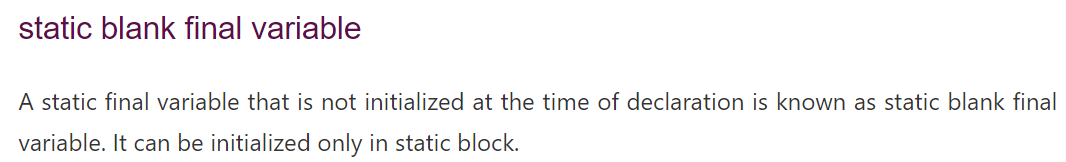 static blank final variable
A static final variable that is not initialized at the time of declaration is known as static blank final
variable. It can be initialized only in static block.